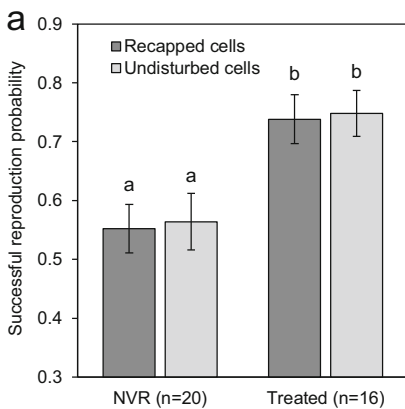 a
0.9
0.8
0.7
0.6
0.5
0.4
0.3
Successful reproduction probability
Recapped cells
Undisturbed cells
a a b b
NVR (n=20) Treated (n=16)